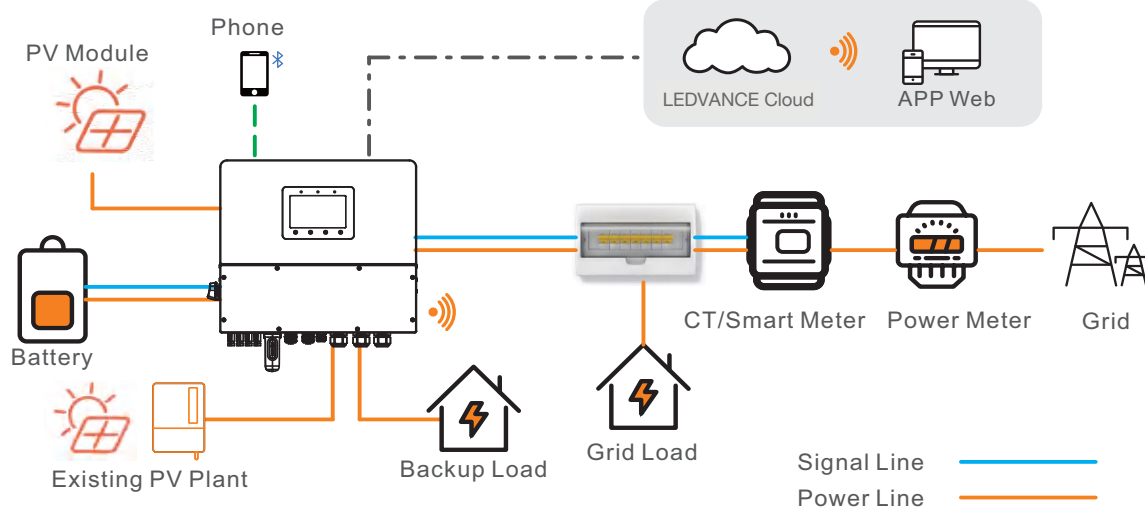 Phone
PV Module
LEDVANCE Cloud
APP Web
CT/Smart Meter
Power Meter
Grid
Battery
Existing PV Plant
Backup Load
Grid Load
Signal Line
Power Line